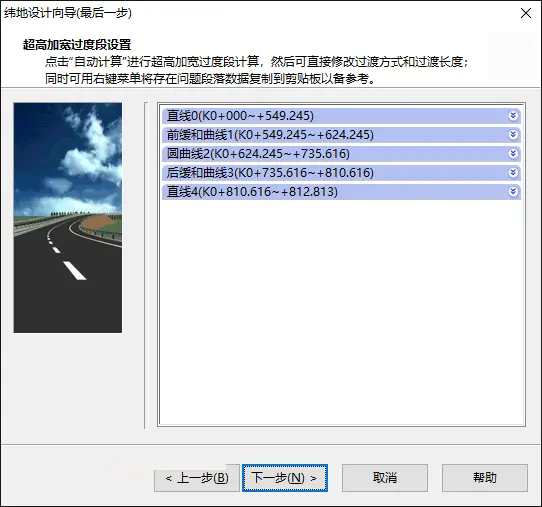 纬地设计向导(最后一步)
超高加宽过度段设置
点击"自动计算"进行超高加宽过度段计算，然后可直接修改过渡方式和过渡长度；
同时可用右键菜单将存在问题段落数据复制到剪贴板以备参考。
直线0(K0+000~+549.245)
前缓和曲线1(K0+549.245~+624.245)
圆曲线2(K0+624.245~+735.616)
后缓和曲线3(K0+735.616~+810.616)
直线4(K0+810.616~+812.813)
< 上一步(B)
下一步(N) >
取消
帮助